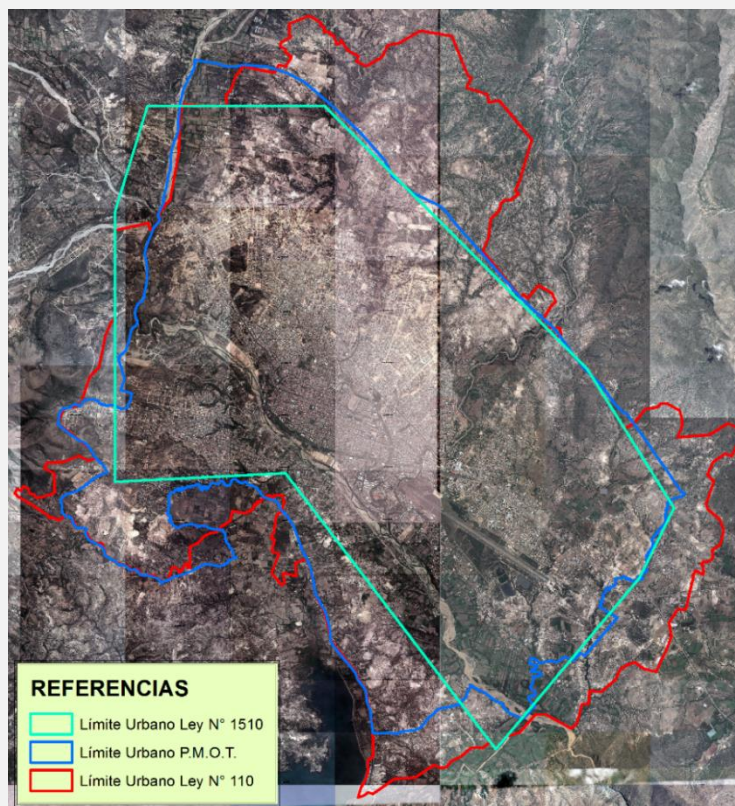 REFERENCIAS
Límite Urbano Ley N° 1510
Límite Urbano P.M.O.T.
Límite Urbano Ley N° 110